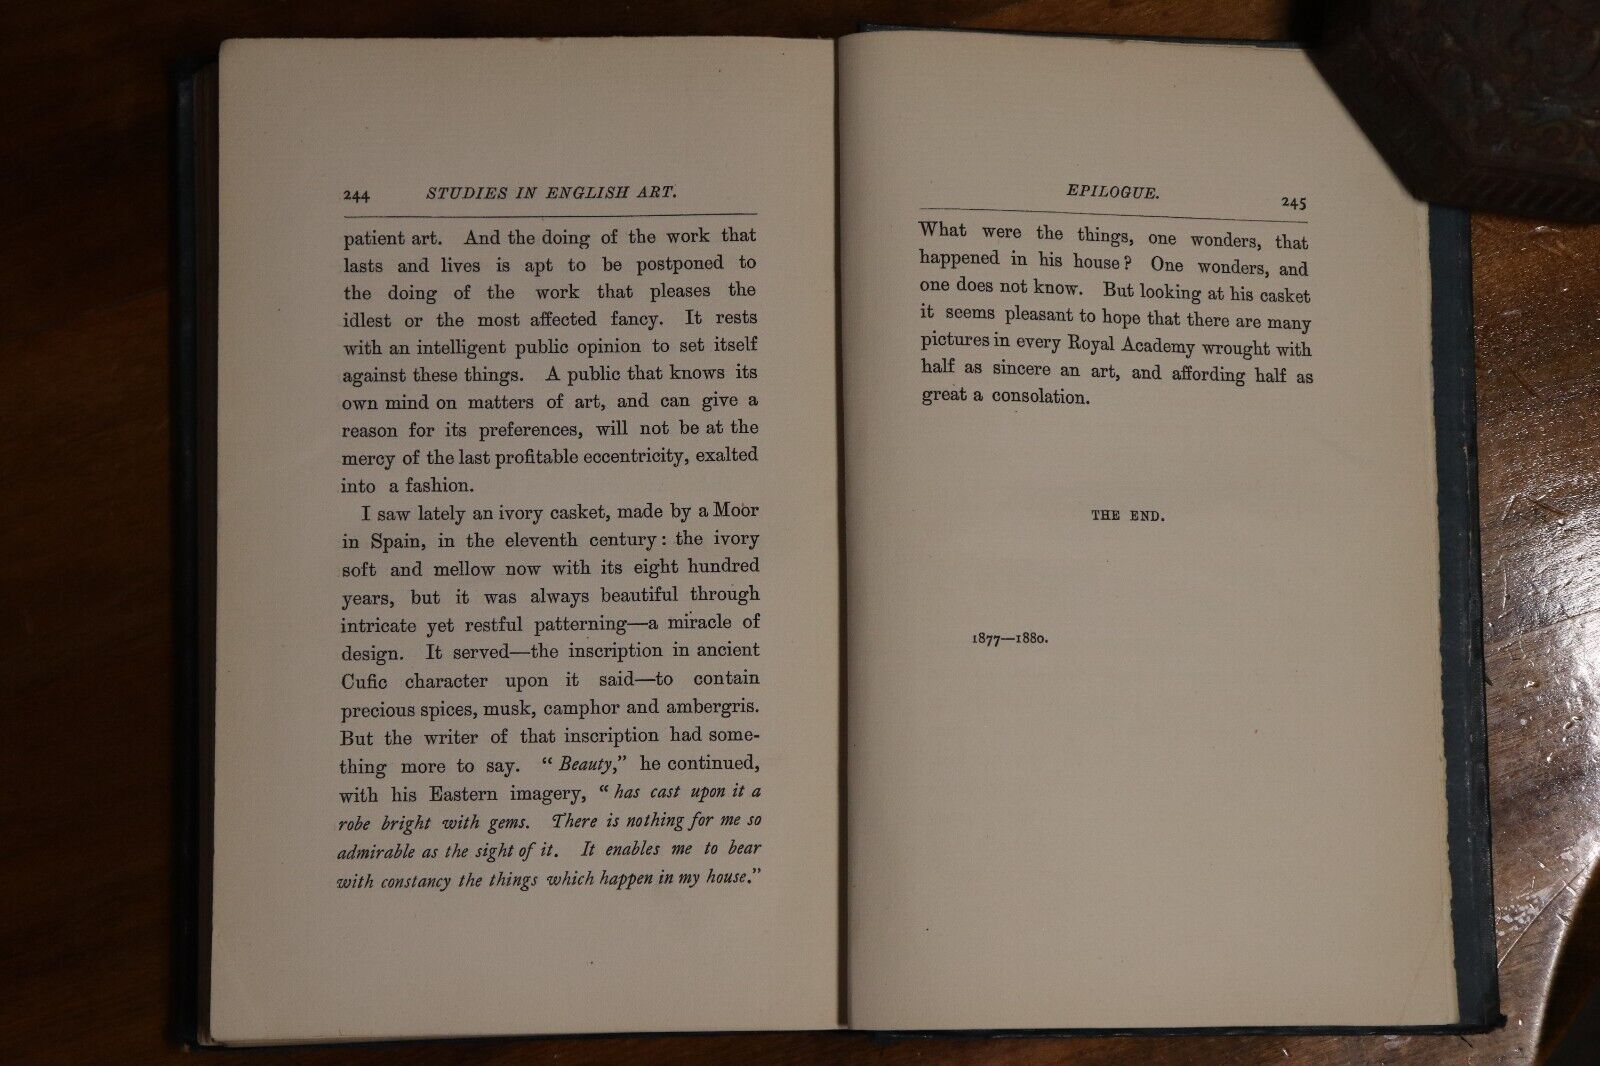 244 STUDIES IN ENGLISH ART.
patient art. And the doing of the work that
lasts and lives is apt to be postponed to
the doing of the work that pleases the
idlest or the most affected fancy. It rests
with an intelligent public opinion to set itself
against these things. A public that knows its
own mind on matters of art, and can give a
reason for its preferences, will not be at the
mercy of the last profitable eccentricity, exalted
into a fashion.
I saw lately an ivory casket, made by a Moor
in Spain, in the eleventh century: the ivory
soft and mellow now with its eight hundred
years, but it was always beautiful through
intricate yet restful patterning—a miracle of
design. It served—the inscription in ancient
Cufic character upon it said—to contain
precious spices, musk, camphor and ambergris.
But the writer of that inscription had some-
thing more to say. "Beauty," he continued,
with his Eastern imagery, "has cast upon it a
robe bright with gems. There is nothing for me so
admirable as the sight of it. It enables me to bear
with constancy the things which happen in my house."
EPILOGUE. 245
What were the things, one wonders, that
happened in his house? One wonders, and
one does not know. But looking at his casket
it seems pleasant to hope that there are many
pictures in every Royal Academy wrought with
half as sincere an art, and affording half as
great a consolation.
THE END.
1877—1880.